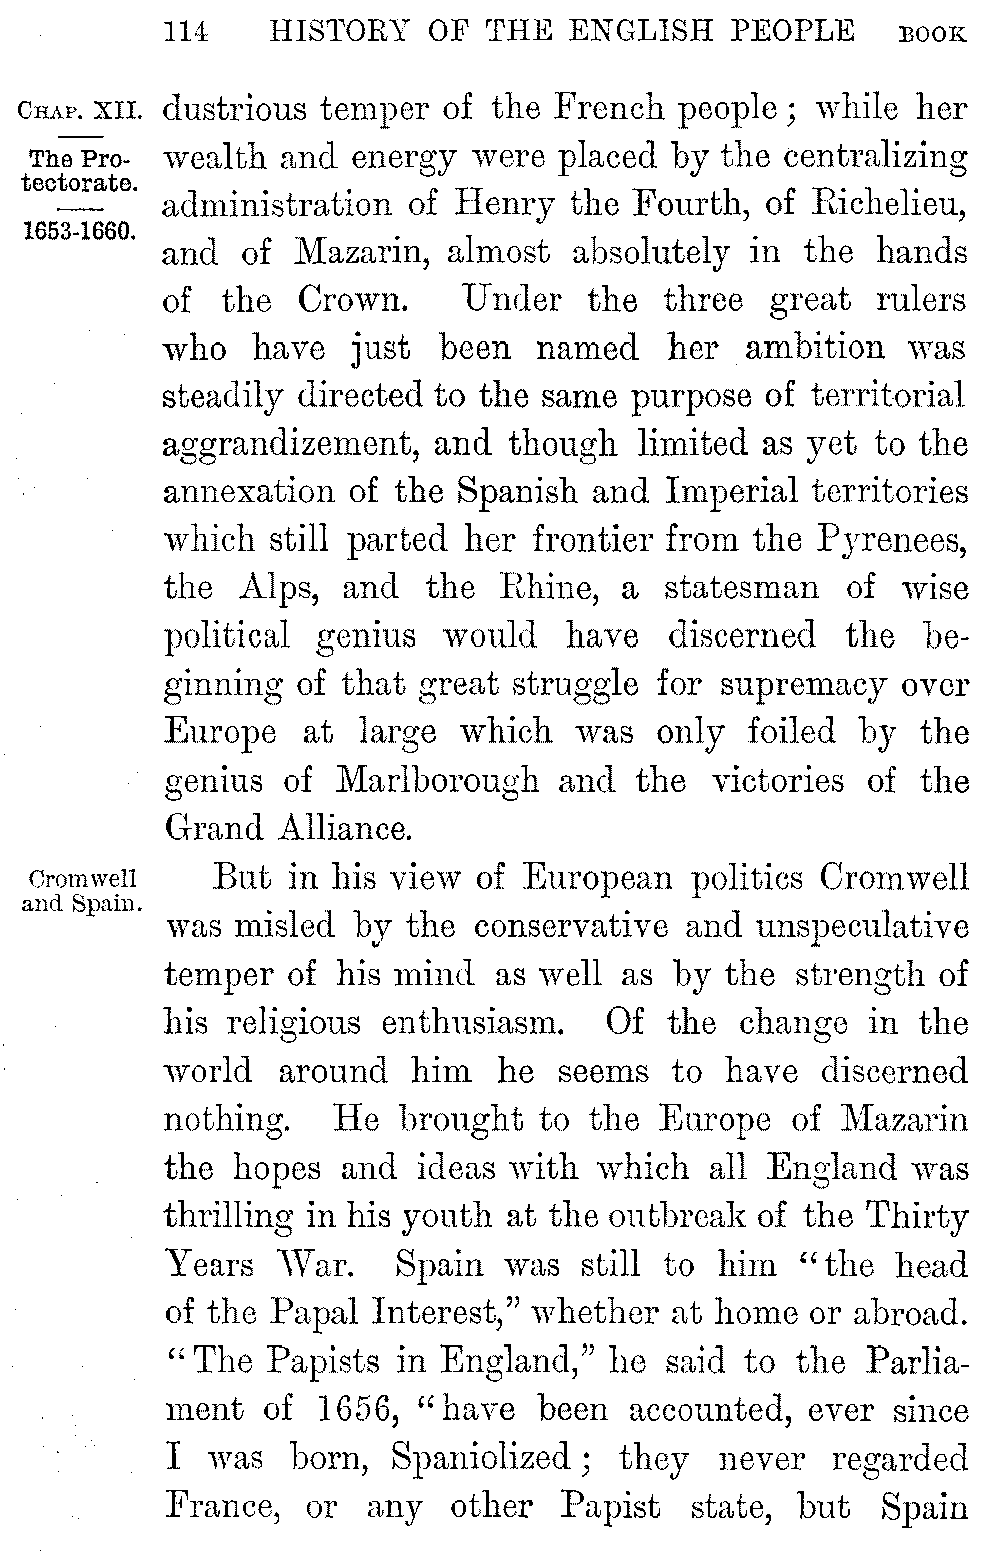 114 HISTORY OF THE ENGLISH PEOPLE BOOK
CHAP. XII.
The Pro-
tectorate.
1653-1660.
dustrious temper of the French people; while her
wealth and energy were placed by the centralizing
administration of Henry the Fourth, of Richelieu,
and of Mazarin, almost absolutely in the hands
of the Crown. Under the three great rulers
who have just been named her ambition was
steadily directed to the same purpose of territorial
aggrandizement, and though limited as yet to the
annexation of the Spanish and Imperial territories
which still parted her frontier from the Pyrenees,
the Alps, and the Rhine, a statesman of wise
political genius would have discerned the be-
ginning of that great struggle for supremacy over
Europe at large which was only foiled by the
genius of Marlborough and the victories of the
Grand Alliance.
Cromwell
and Spain.
But in his view of European politics Cromwell
was misled by the conservative and unspeculative
temper of his mind as well as by the strength of
his religious enthusiasm. Of the change in the
world around him he seems to have discerned
nothing. He brought to the Europe of Mazarin
the hopes and ideas with which all England was
thrilling in his youth at the outbreak of the Thirty
Years War. Spain was still to him "the head
of the Papal Interest," whether at home or abroad.
"The Papists in England," he said to the Parlia-
ment of 1656, "have been accounted, ever since
I was born, Spaniolized; they never regarded
France, or any other Papist state, but Spain